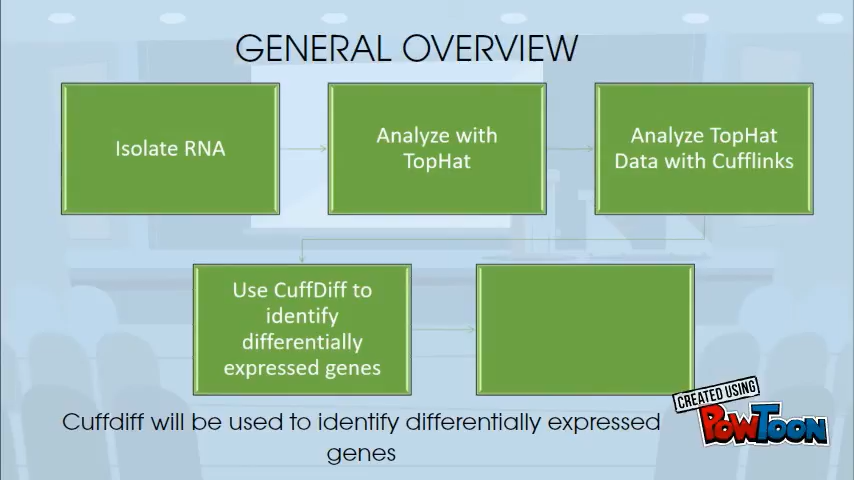 GENERAL OVERVIEW
Isolate RNA
Analyze with
TopHat
Analyze TopHat
Data with Cufflinks
Use CuffDiff to
identify
differentially
expressed genes
Cuffdiff will be used to identify differentially expressed
genes
CREATED USING
POWTOON